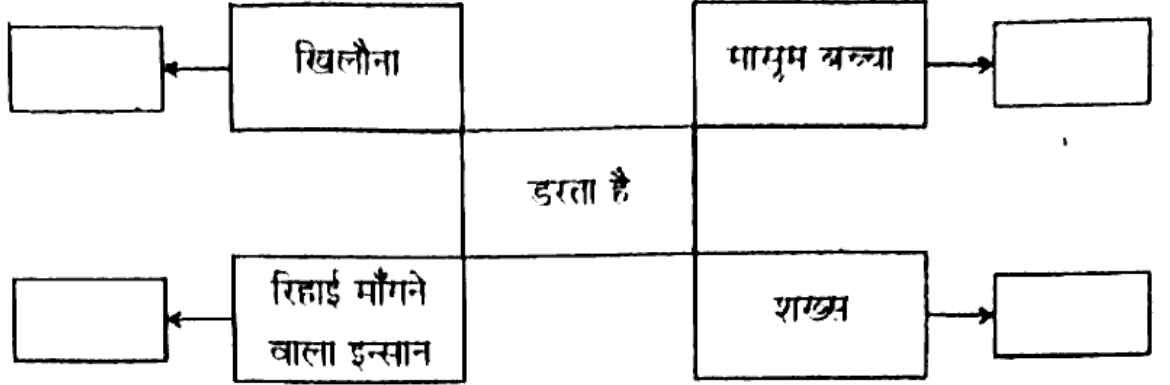 खिलौना
मासूम बच्चा
डरता है
रिहाई माँगने
वाला इन्सान
शख्स